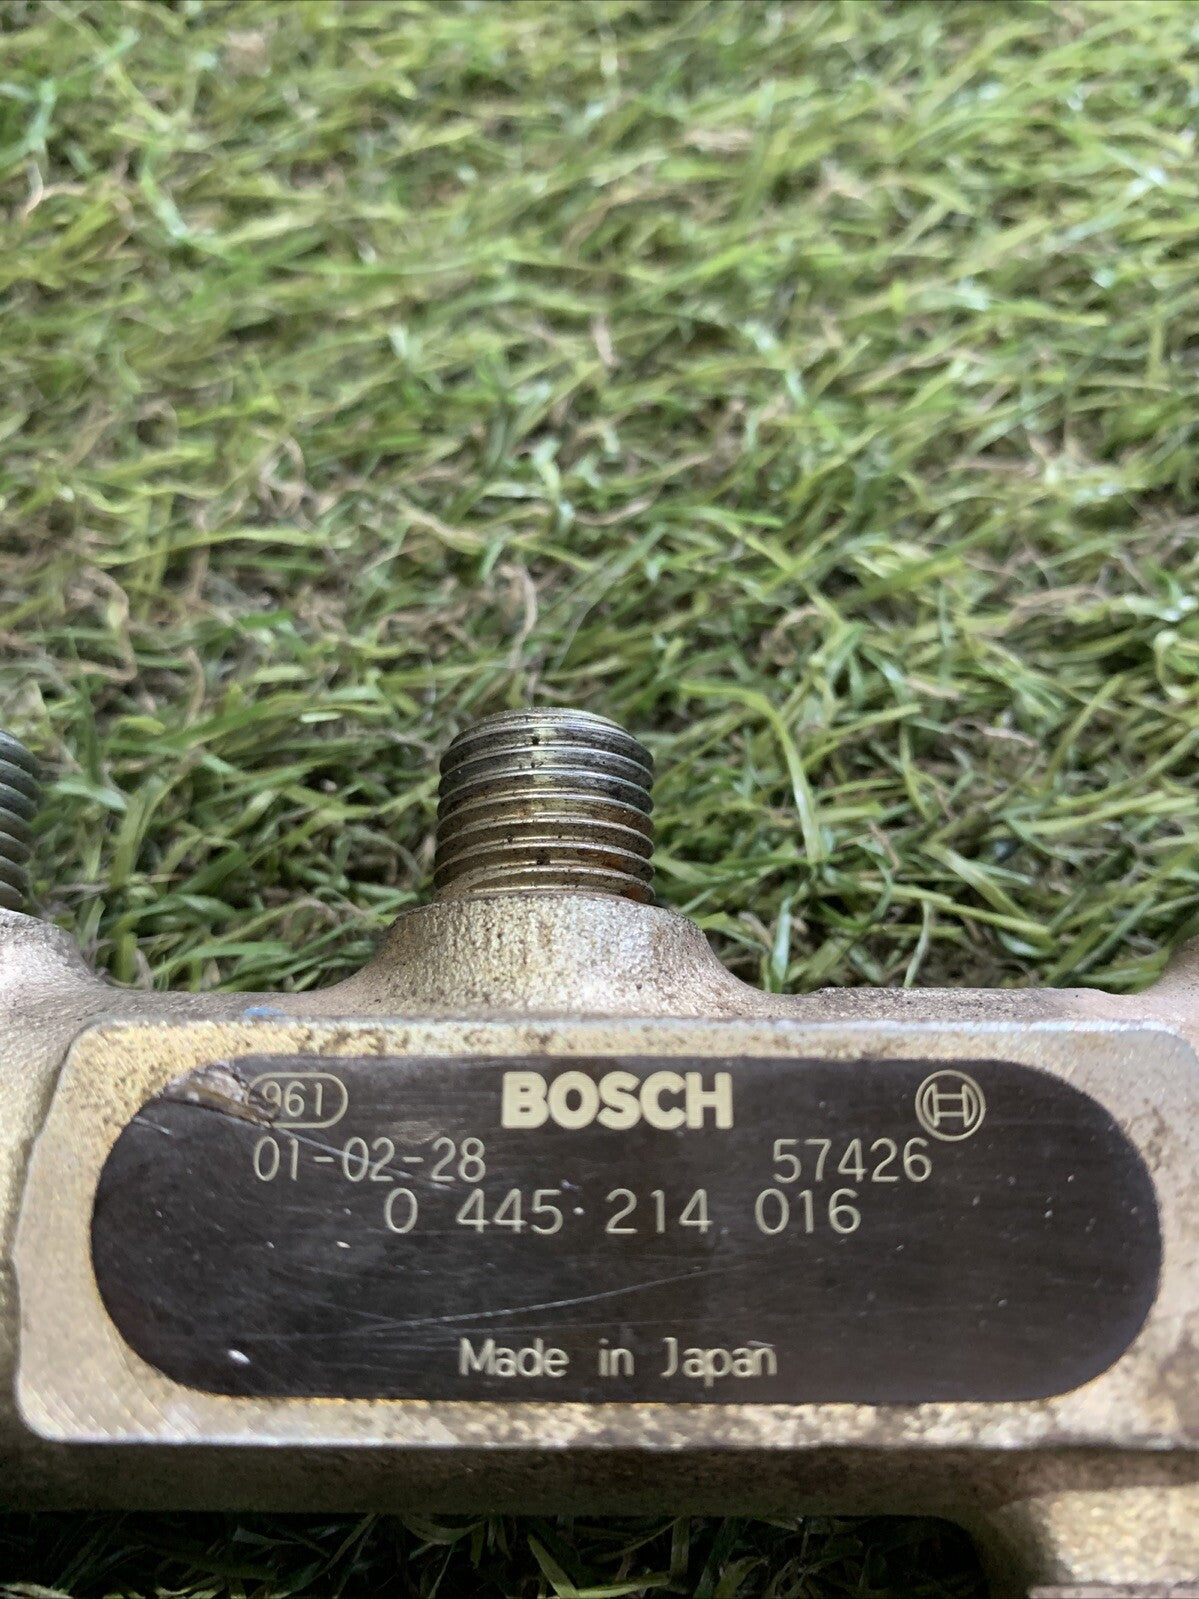 961 BOSCH
01-02-28 57426
0 445 214 016
Made in Japan